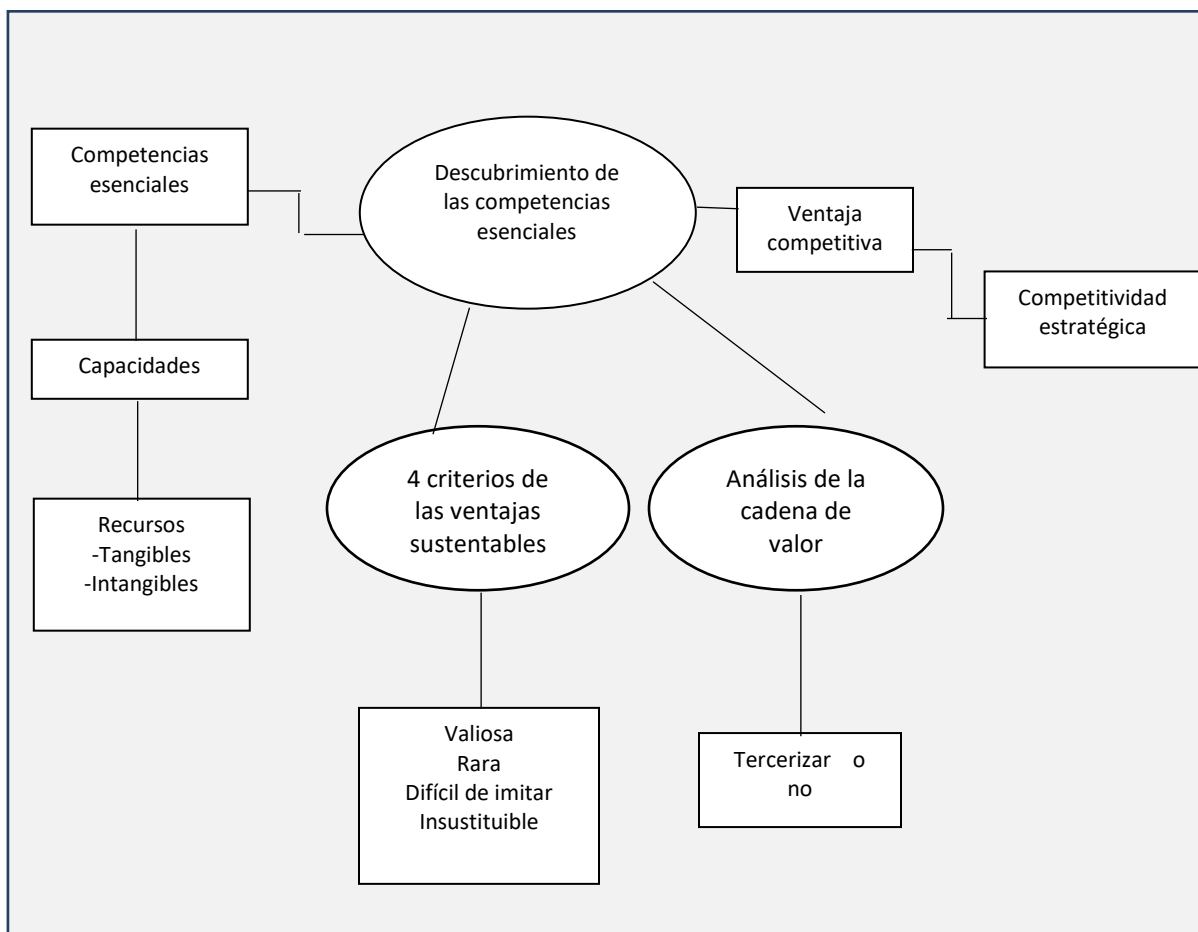 Competencias
esenciales
Descubrimiento de
las competencias
esenciales
Ventaja
competitiva
Competitividad
estratégica
Capacidades
Recursos
-Tangibles
-Intangibles
4 criterios de
las ventajas
sustentables
Análisis de la
cadena de
valor
Valiosa
Rara
Difícil de imitar
Insustituible
Tercerizar o
no